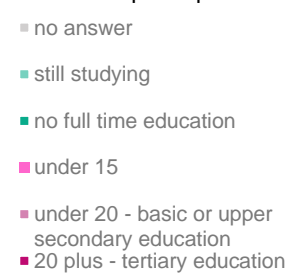 no answer
still studying
no full time education
under 15
under 20 - basic or upper
secondary education
20 plus - tertiary education